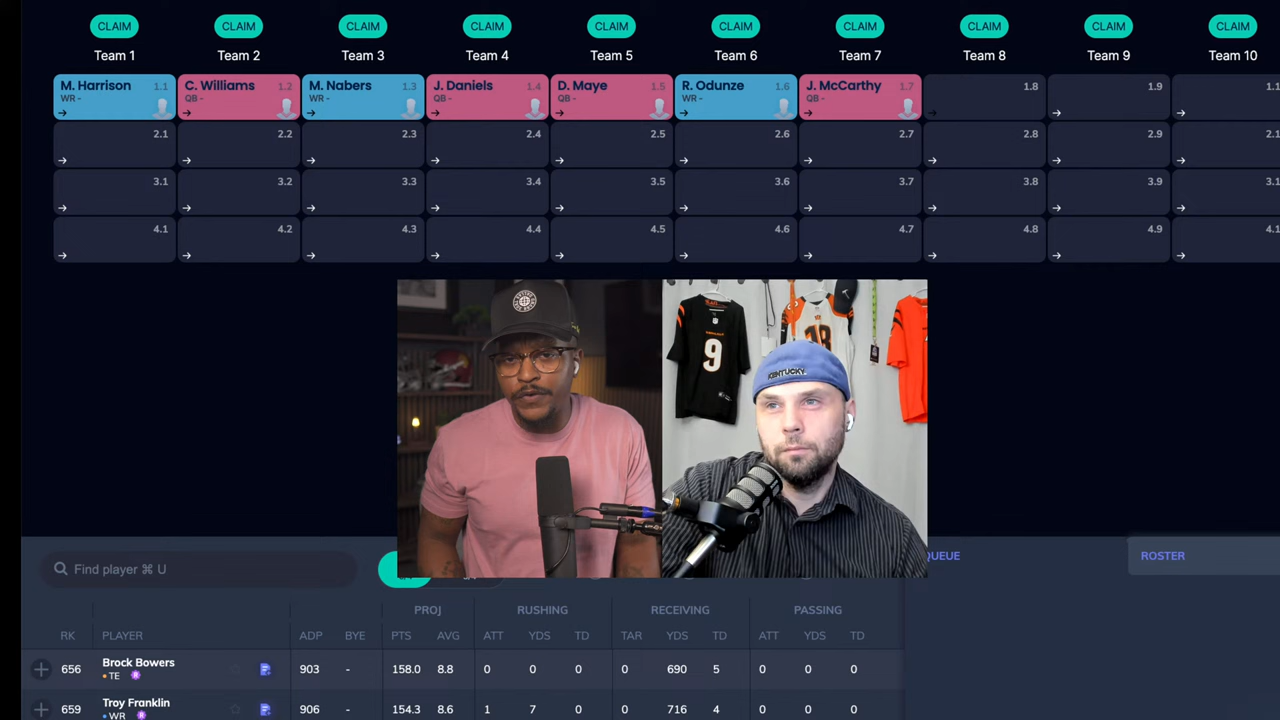 CLAIM CLAIM CLAIM CLAIM CLAIM CLAIM CLAIM CLAIM CLAIM CLAIM
Team 1 Team 2 Team 3 Team 4 Team 5 Team 6 Team 7 Team 8 Team 9 Team 10
M. Harrison 1.1 C. Williams 1.2 M. Nabers 1.3 J. Daniels 1.4 D. Maye 1.5 R. Odunze 1.6 J. McCarthy 1.7 1.8 1.9 1.1
WR - QB - WR - QB - QB - WR - QB -
2.1 2.2 2.3 2.4 2.5 2.6 2.7 2.8 2.9 2.1
3.1 3.2 3.3 3.4 3.5 3.6 3.7 3.8 3.9 3.1
4.1 4.2 4.3 4.4 4.5 4.6 4.7 4.8 4.9 4.1
9
KENTUCKY
Find player ⌘ U
QUEUE ROSTER
PROJ RUSHING RECEIVING PASSING
RK PLAYER ADP BYE PTS AVG ATT YDS TD TAR YDS TD ATT YDS TD
656 Brock Bowers 903 - 158.0 8.8 0 0 0 0 690 5 0 0 0
TE R
659 Troy Franklin 906 - 154.3 8.6 1 7 0 0 716 4 0 0 0
WR R